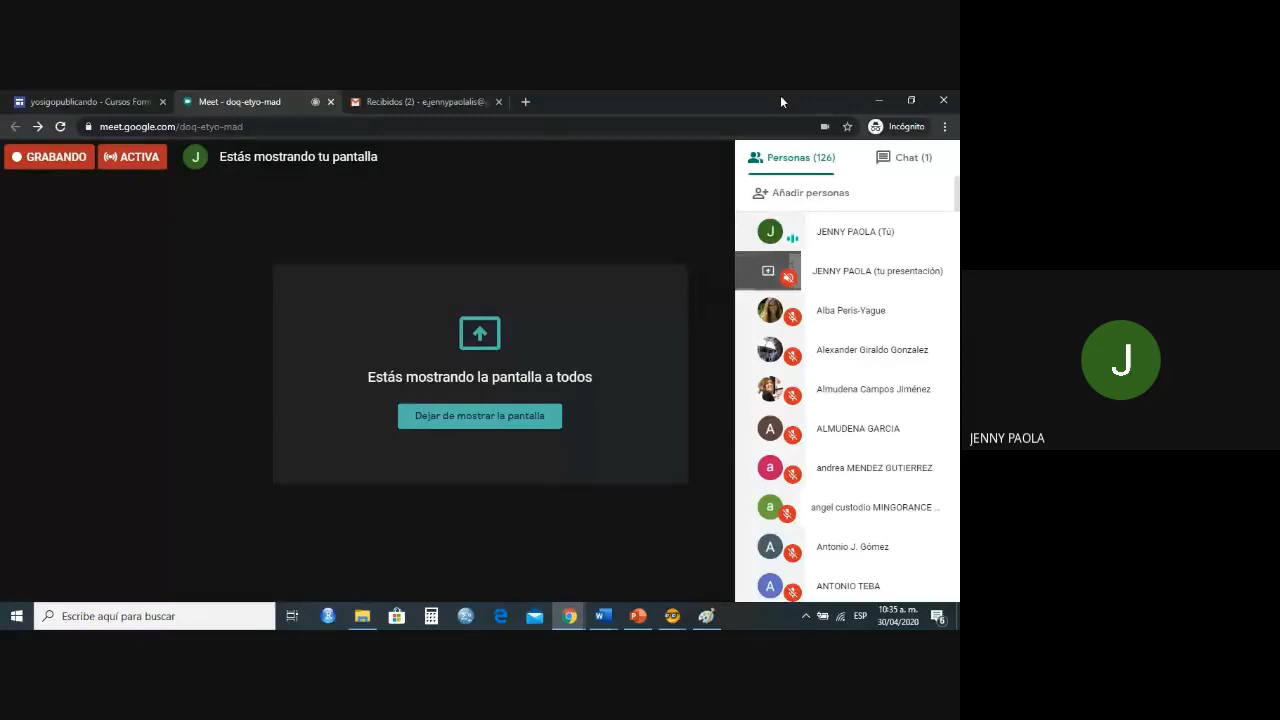 yosigopublicando - Cursos Form
Meet - doq-etyo-mad
Recibidos (2) - e.jennypaolalis@
meet.google.com/doq-etyo-mad
Incógnito
GRABANDO
ACTIVA
J
Estás mostrando tu pantalla
Personas (126)
Chat (1)
Añadir personas
J
JENNY PAOLA (Tú)
JENNY PAOLA (tu presentación)
Alba Peris-Yague
Alexander Giraldo Gonzalez
Almudena Campos Jiménez
A
ALMUDENA GARCIA
a
andrea MENDEZ GUTIERREZ
a
angel custodio MINGORANCE ...
A
Antonio J. Gómez
A
ANTONIO TEBA
Estás mostrando la pantalla a todos
Dejar de mostrar la pantalla
J
JENNY PAOLA
Escribe aquí para buscar
ESP
10:35 a. m.
30/04/2020
6